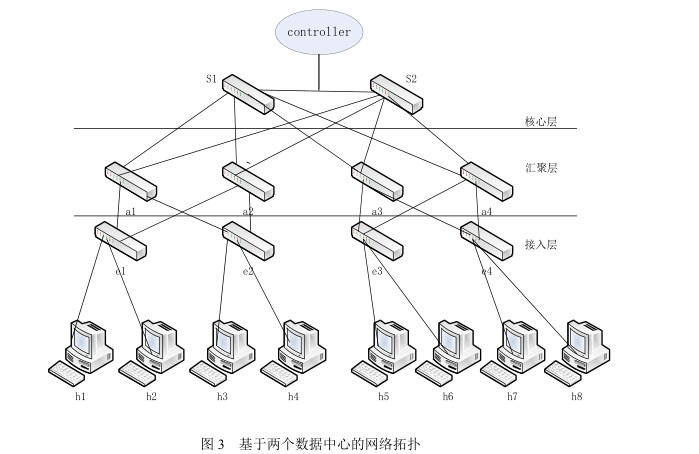 controller
S1 S2
核心层
汇聚层
a1 a2 a3 a4
接入层
e1 e2 e3 e4
h1 h2 h3 h4 h5 h6 h7 h8
图 3 基于两个数据中心的网络拓扑